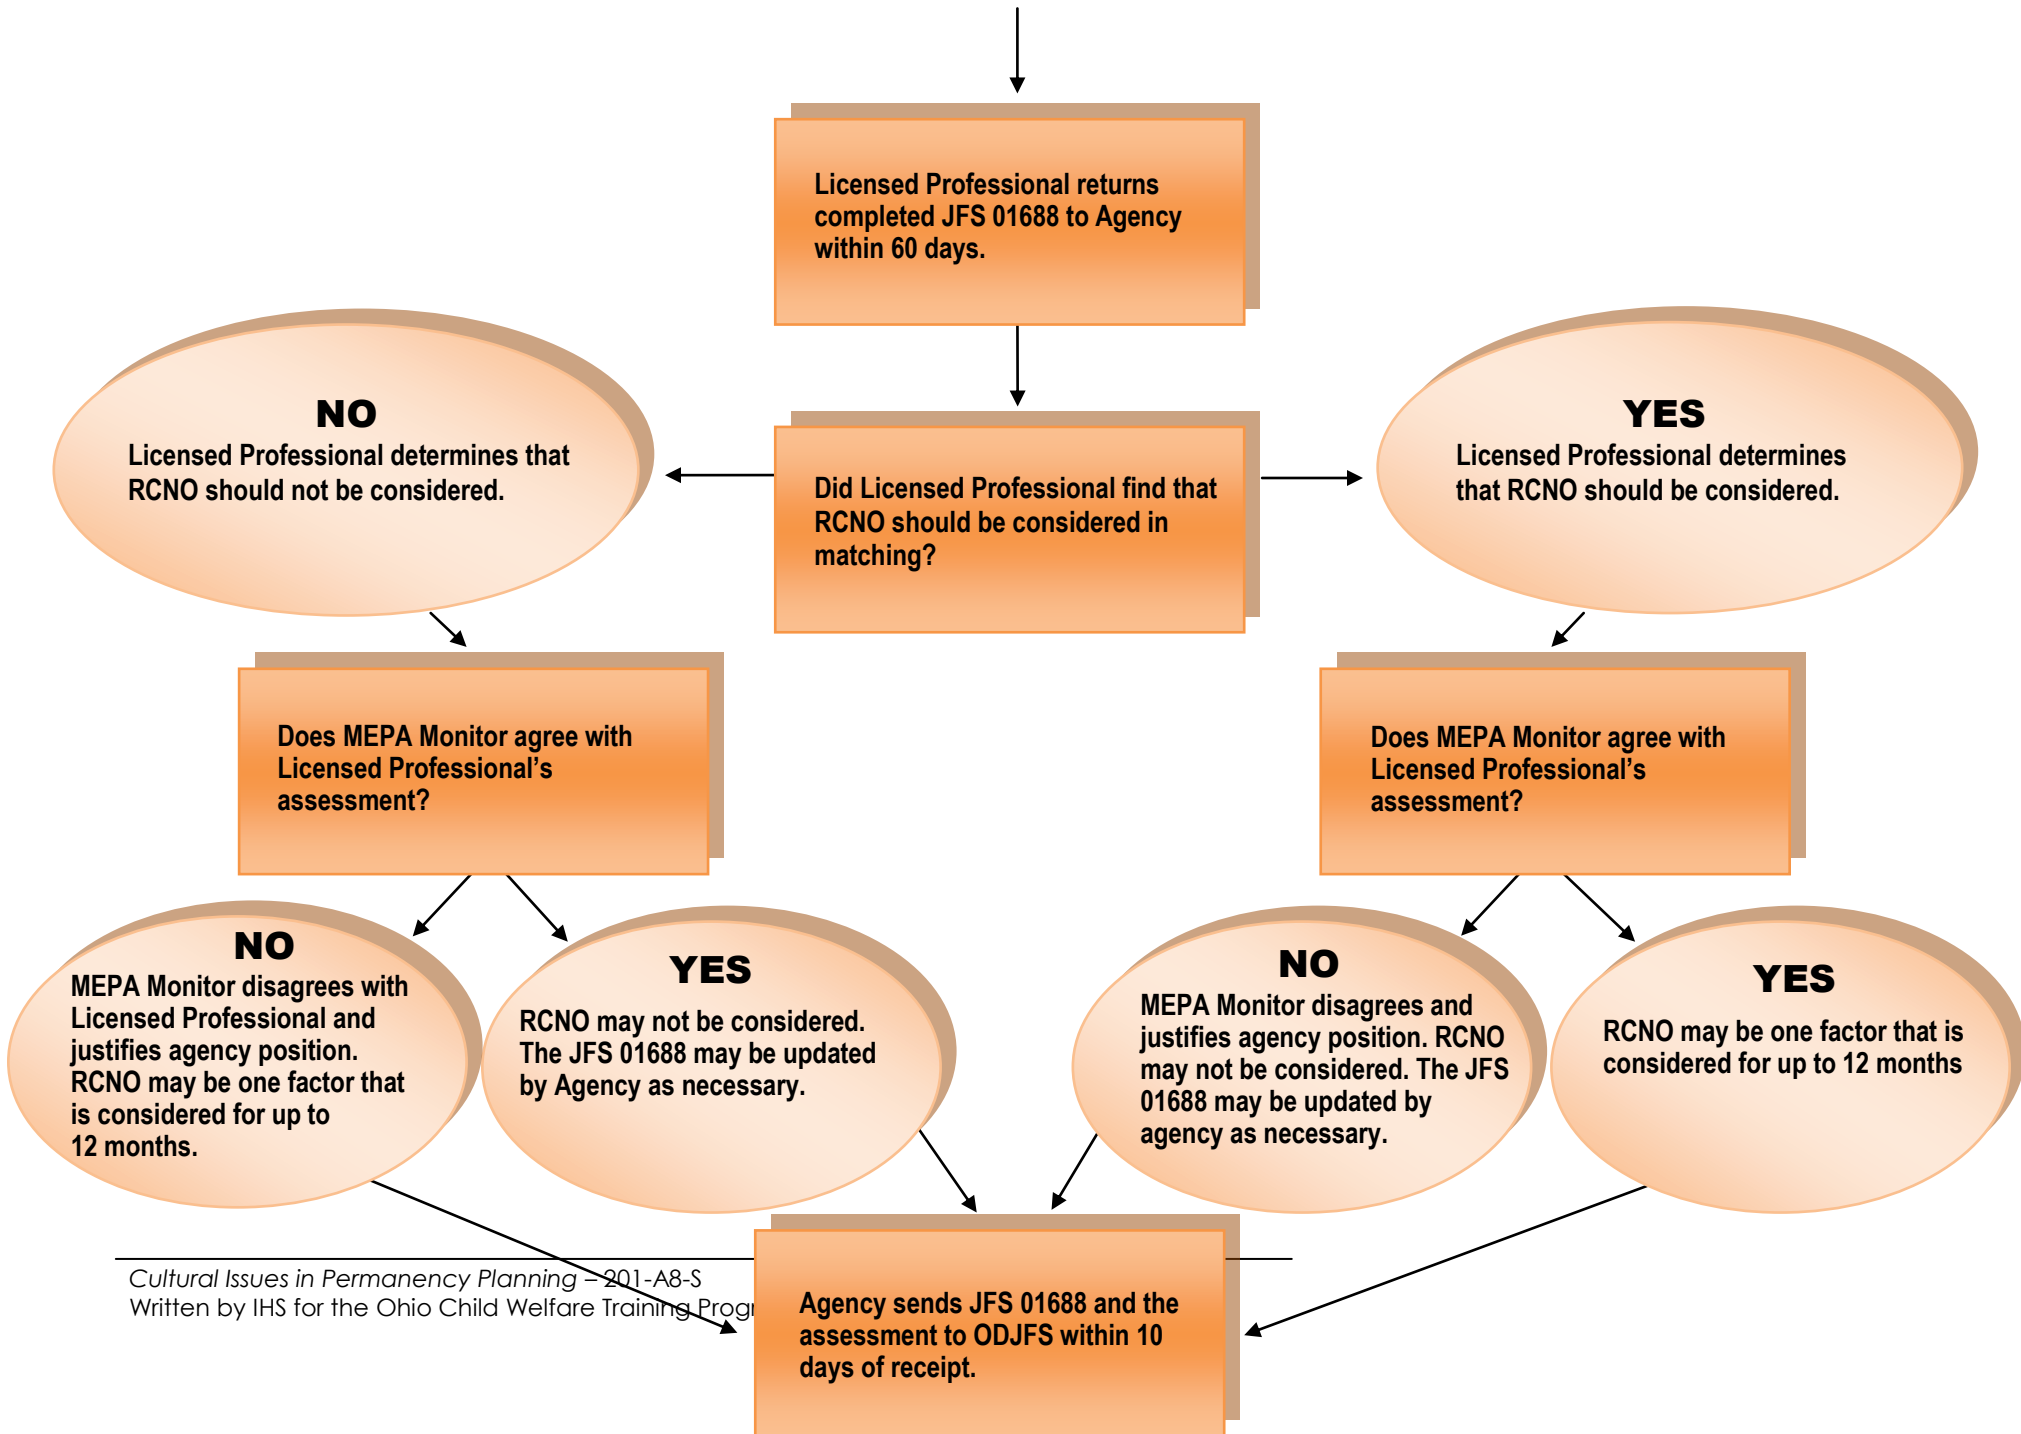 Licensed Professional returns
completed JFS 01688 to Agency
within 60 days.
NO
Licensed Professional determines that
RCNO should not be considered.
Did Licensed Professional find that
RCNO should be considered in
matching?
YES
Licensed Professional determines
that RCNO should be considered.
Does MEPA Monitor agree with
Licensed Professional’s
assessment?
Does MEPA Monitor agree with
Licensed Professional’s
assessment?
NO
MEPA Monitor disagrees with
Licensed Professional and
justifies agency position.
RCNO may be one factor that
is considered for up to
12 months.
YES
RCNO may not be considered.
The JFS 01688 may be updated
by Agency as necessary.
NO
MEPA Monitor disagrees and
justifies agency position. RCNO
may not be considered. The JFS
01688 may be updated by
agency as necessary.
YES
RCNO may be one factor that is
considered for up to 12 months
Cultural Issues in Permanency Planning – 201-A8-S
Written by IHS for the Ohio Child Welfare Training
Agency sends JFS 01688 and the
assessment to ODJFS within 10
days of receipt.